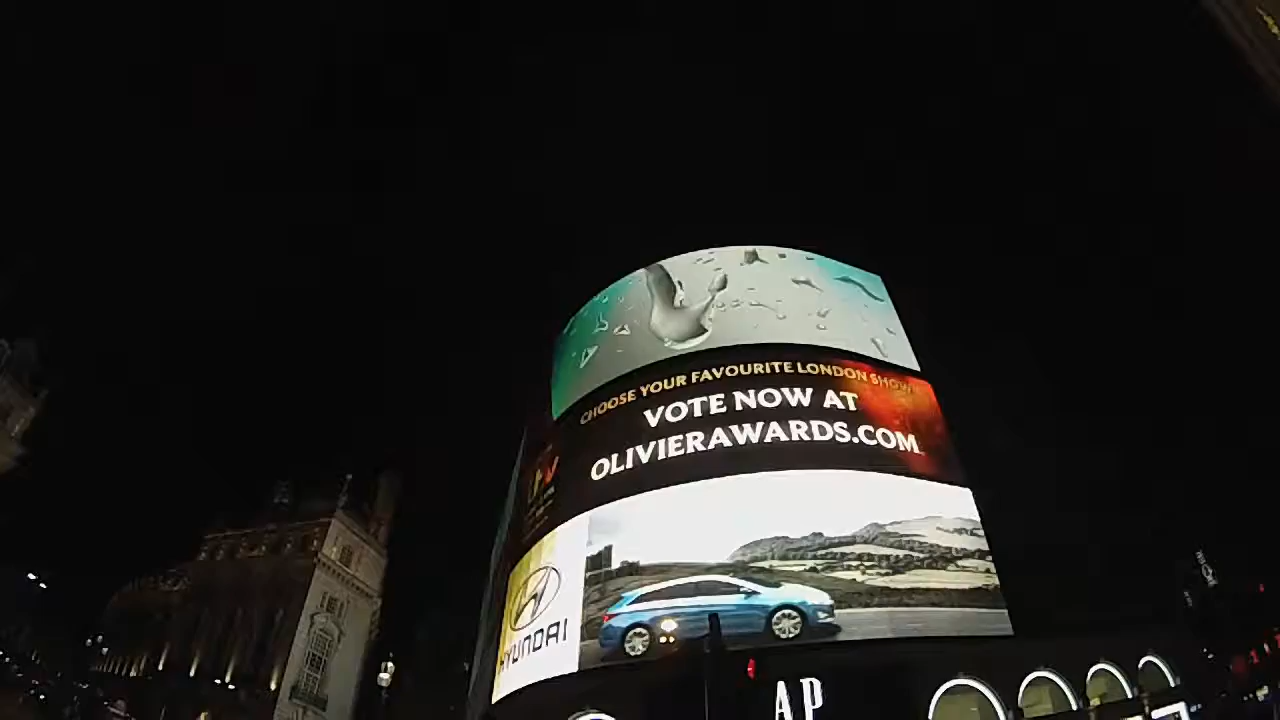 CHOOSE YOUR FAVOURITE LONDON SHOW
VOTE NOW AT
OLIVIERAWARDS.COM
HYUNDAI
AP